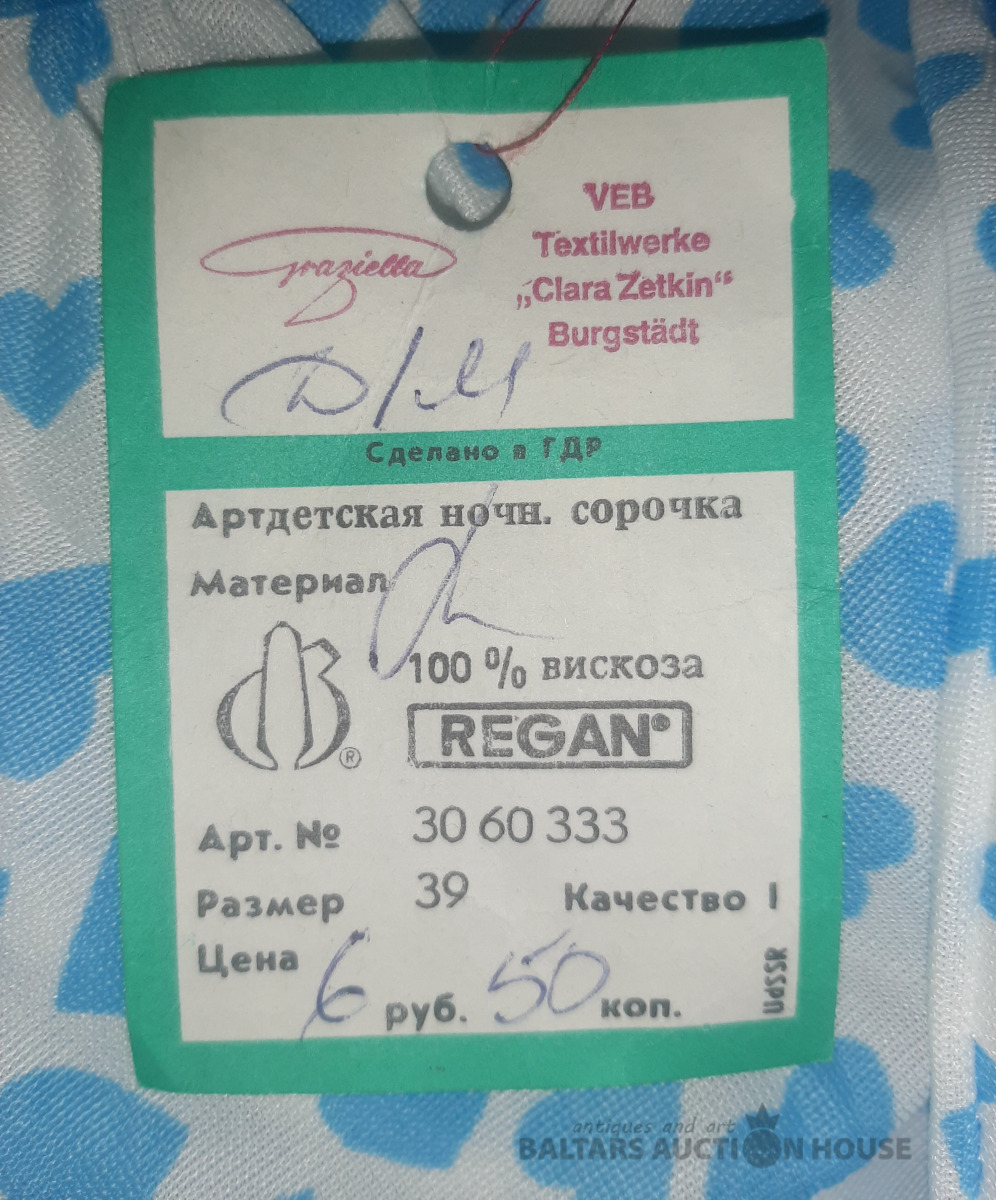 Graziella
VEB
Textilwerke
„Clara Zetkin“
Burgstädt
Сделано в ГДР
Артдетская ночн. сорочка
Материал
100 % вискоза
REGAN®
®
Арт. № 30 60 333
Размер 39 Качество I
Цена 6 руб. 50 коп.
UdSSR
antiques and art
BALTARS AUCTION HOUSE